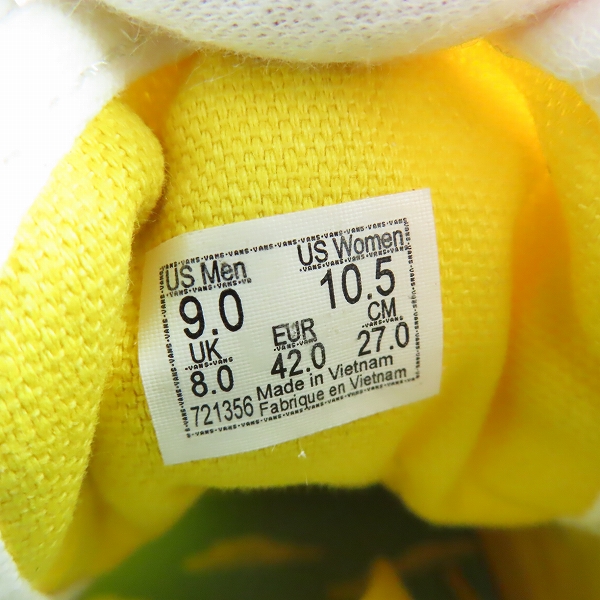 US Men US Women
9.0 10.5
UK EUR CM
8.0 42.0 27.0
721356 Made in Vietnam
Fabrique en Vietnam